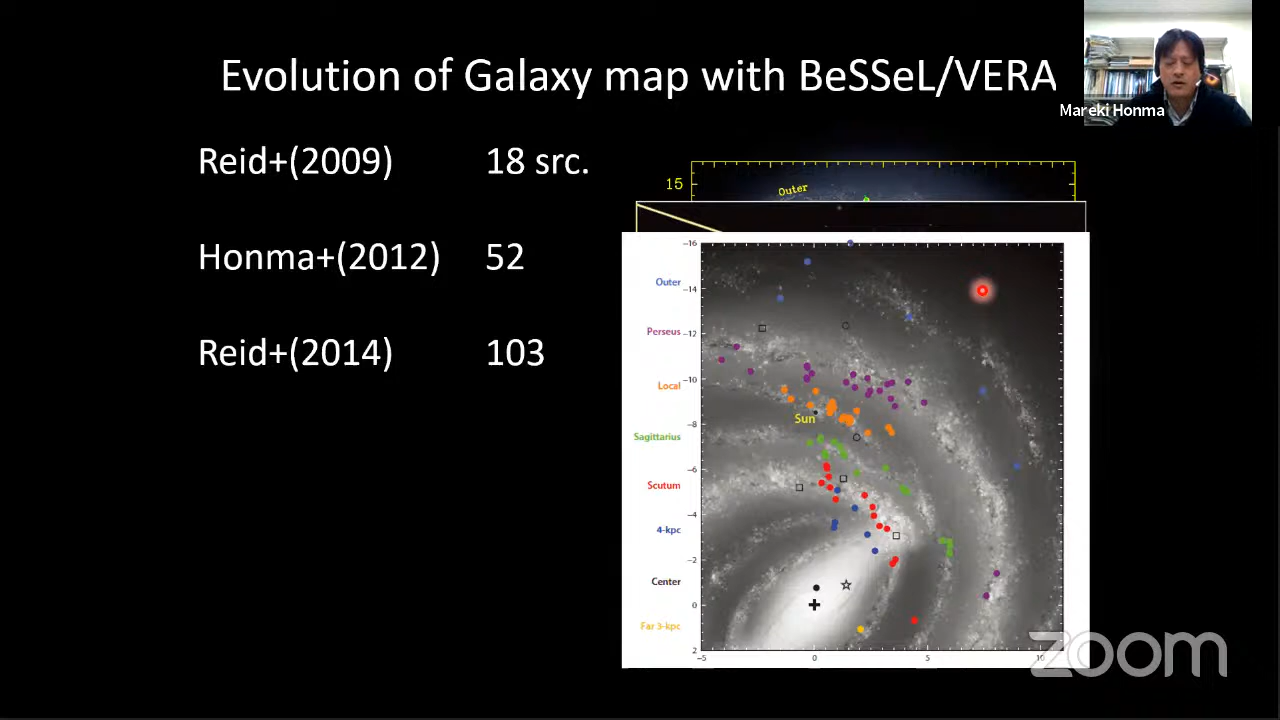 Evolution of Galaxy map with BeSSeL/VERA
Mareki Honma
Reid+(2009) 18 src.
Honma+(2012) 52
Reid+(2014) 103
15
Outer
-16
Outer
-14
Perseus
-12
-10
Local
Sun
-8
Sagittarius
-6
Scutum
-4
4-kpc
-2
Center
0
Far 3-kpc
2
-5 0 5 10
zoom